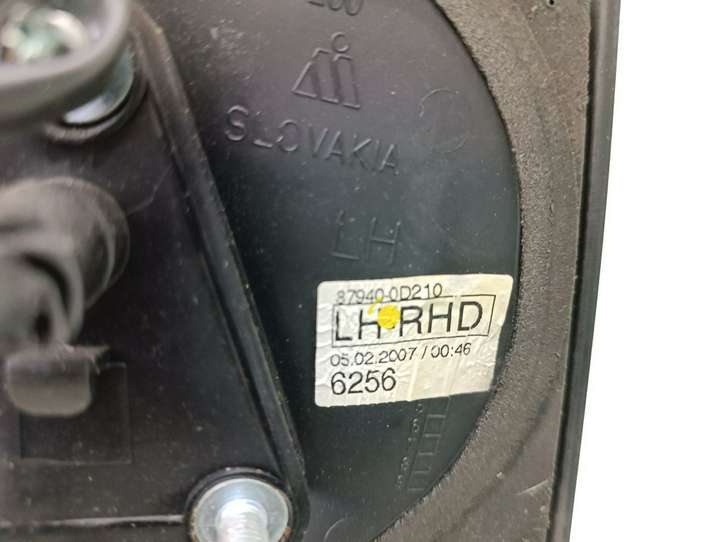 SLOVAKIA
LH
87940-0D210
LH RHD
05.02.2007 / 00:46
6256